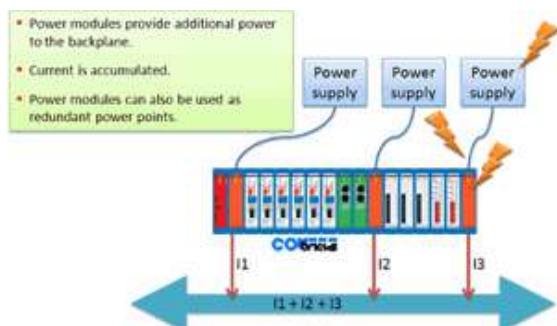 • Power modules provide additional power
to the backplane.
• Current is accumulated.
• Power modules can also be used as
redundant power points.
Power
supply
Power
supply
Power
supply
I1
I2
I3
I1 + I2 + I3